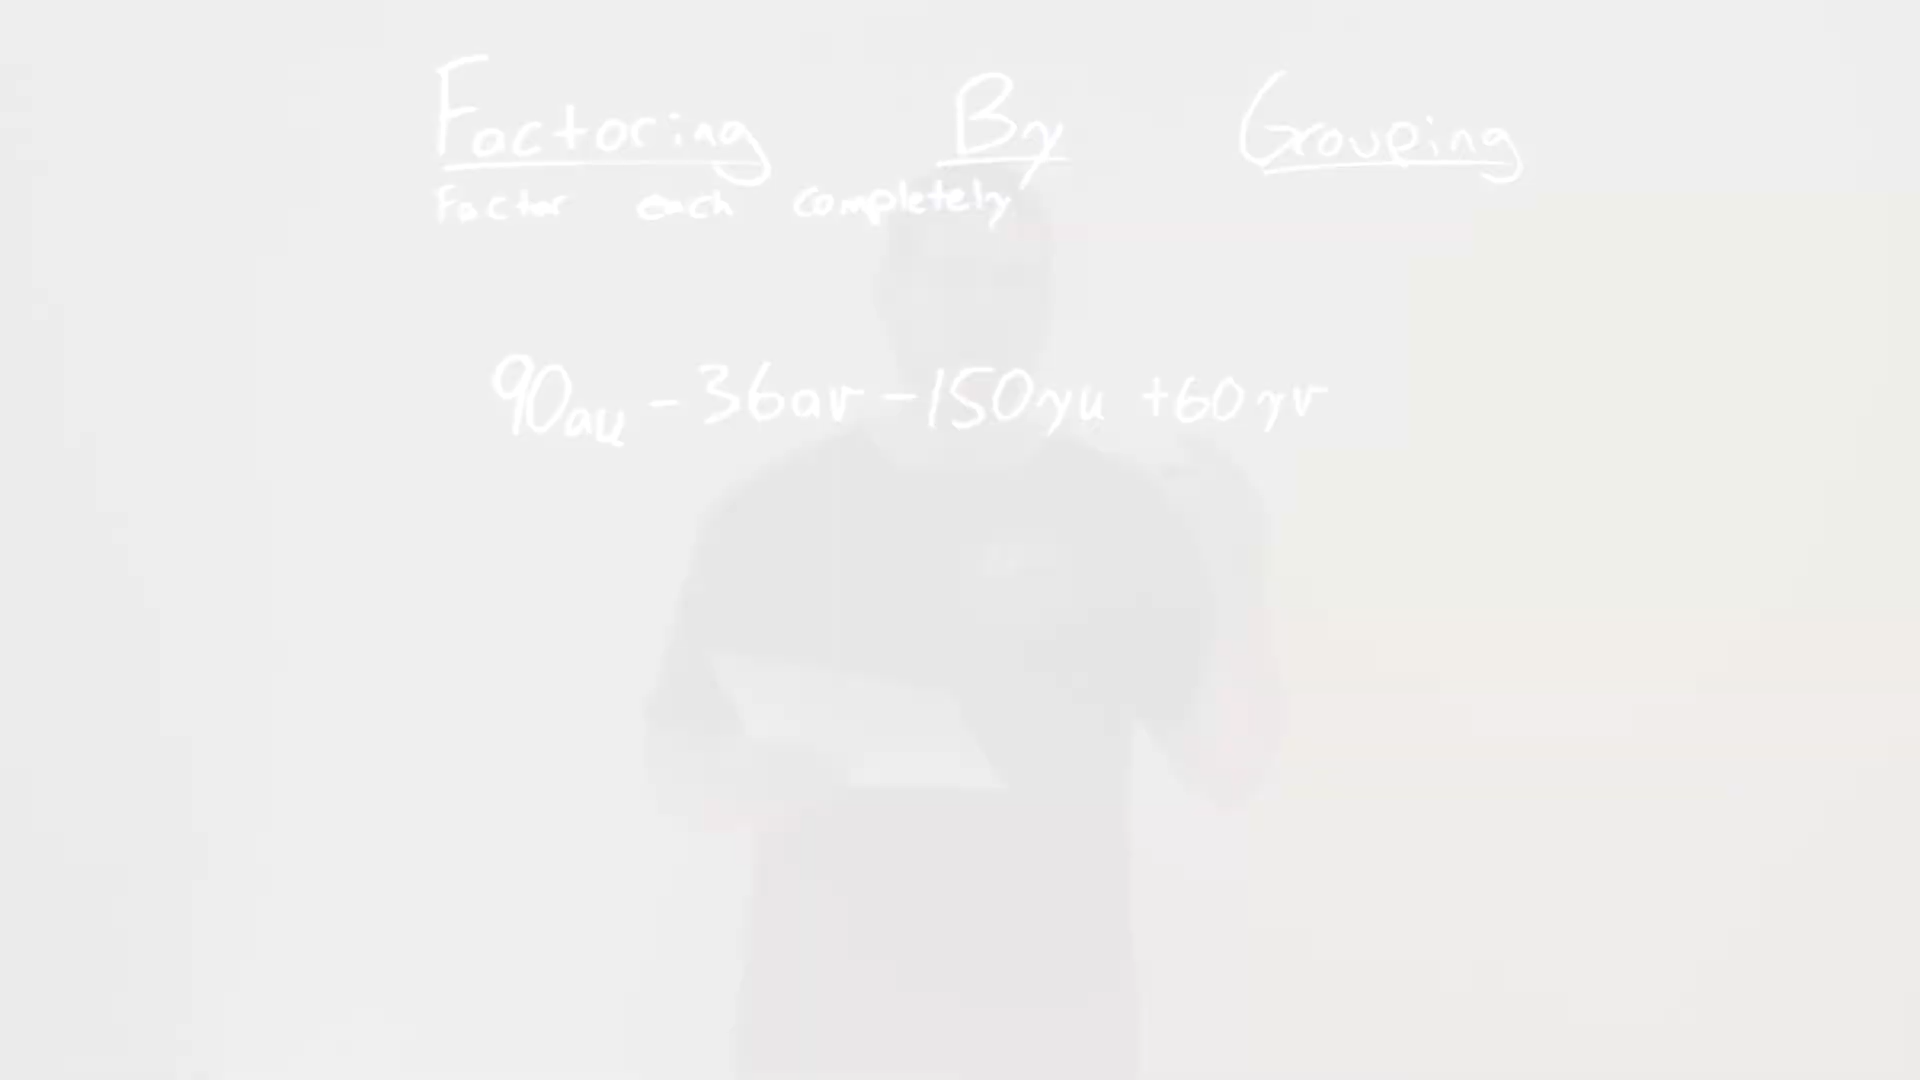 Factoring By Grouping
Factor each completely
90au - 36av - 150yu + 60yv